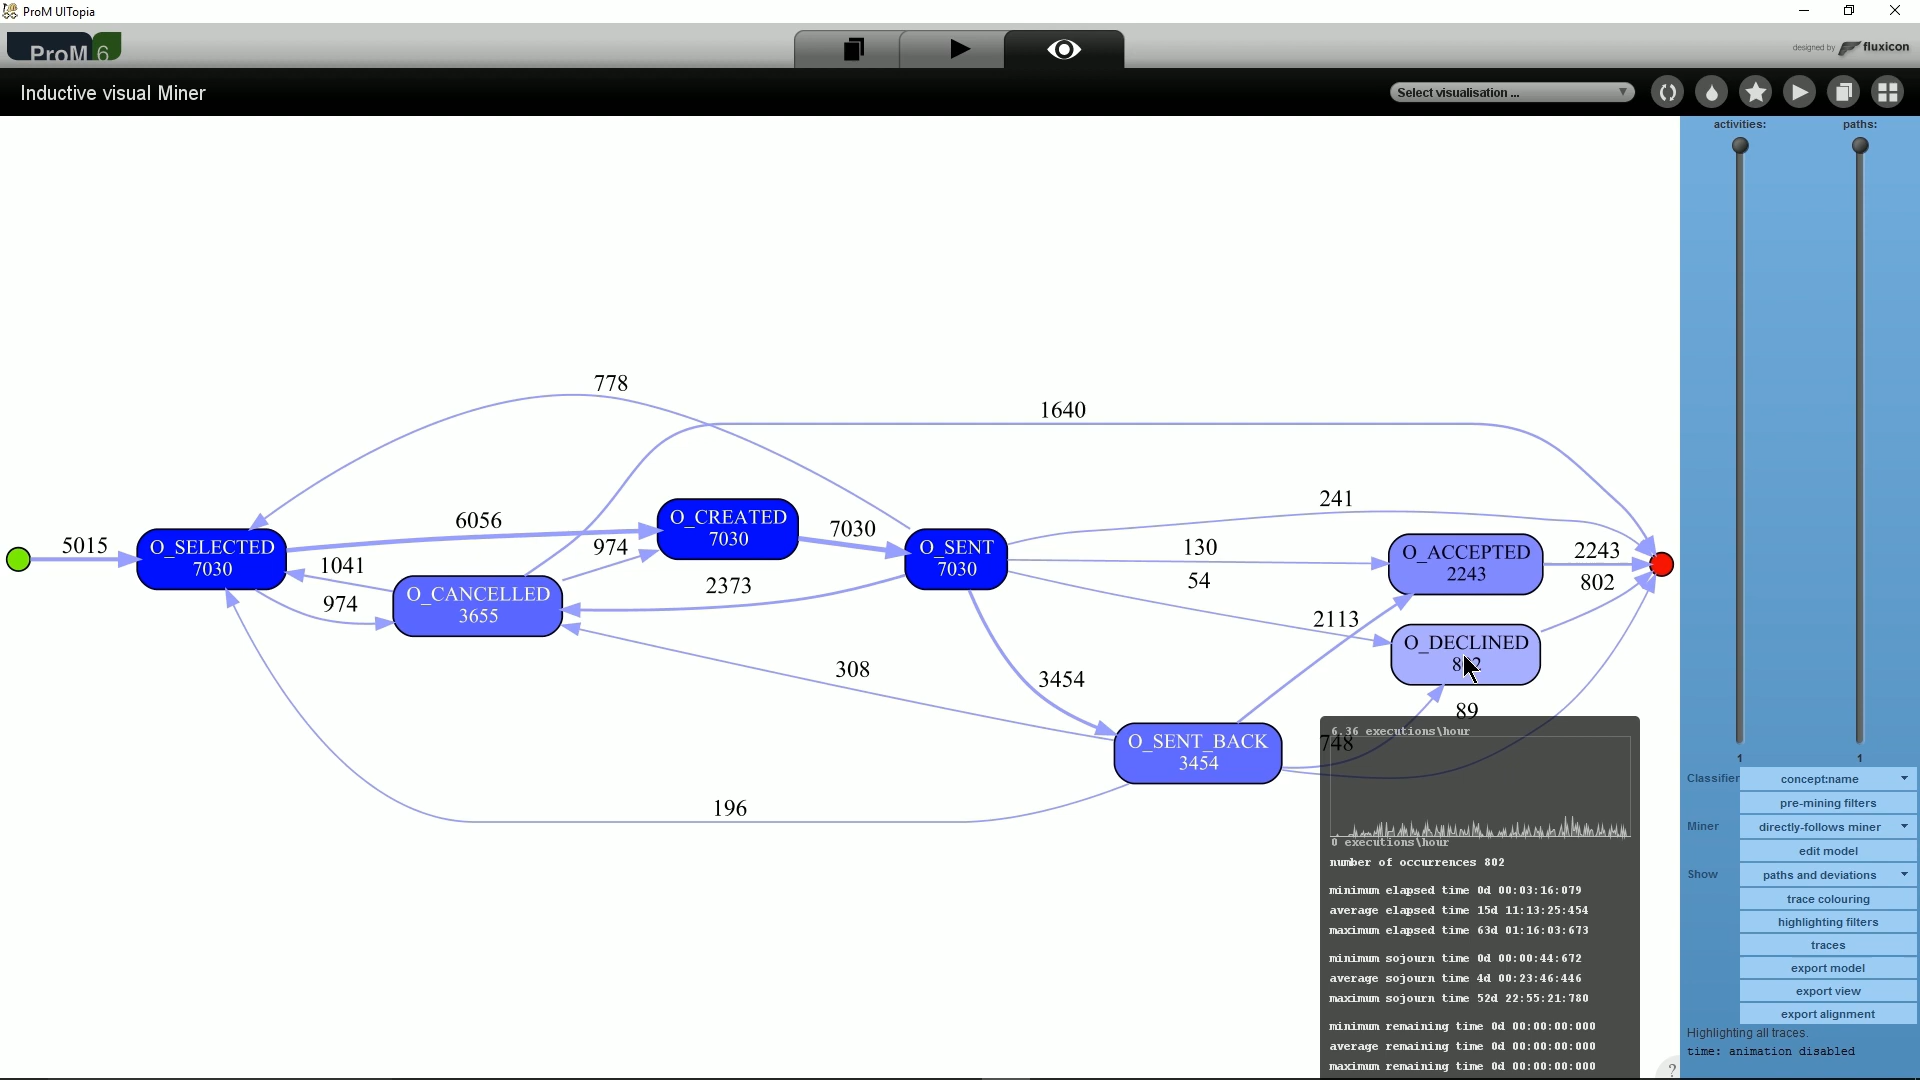 ProM UITopia
ProM 6
designed by fluxicon
Inductive visual Miner
Select visualisation ...
activities:
paths:
778
1640
5015
O_SELECTED
7030
6056
1041
974
O_CANCELLED
3655
974
O_CREATED
7030
7030
2373
O_SENT
7030
241
130
54
O_ACCEPTED
2243
2243
802
2113
O_DECLINED
308
3454
89
O_SENT_BACK
3454
748
196
6.36 executions\hour
0 executions\hour
number of occurrences 802
minimum elapsed time 0d 00:03:16:079
average elapsed time 15d 11:13:25:454
maximum elapsed time 63d 01:16:03:673
minimum sojourn time 0d 00:00:44:672
average sojourn time 4d 00:23:46:446
maximum sojourn time 52d 22:55:21:780
minimum remaining time 0d 00:00:00:000
average remaining time 0d 00:00:00:000
maximum remaining time 0d 00:00:00:000
1
1
Classifier concept:name
pre-mining filters
Miner directly-follows miner
edit model
Show paths and deviations
trace colouring
highlighting filters
traces
export model
export view
export alignment
Highlighting all traces.
time: animation disabled
?